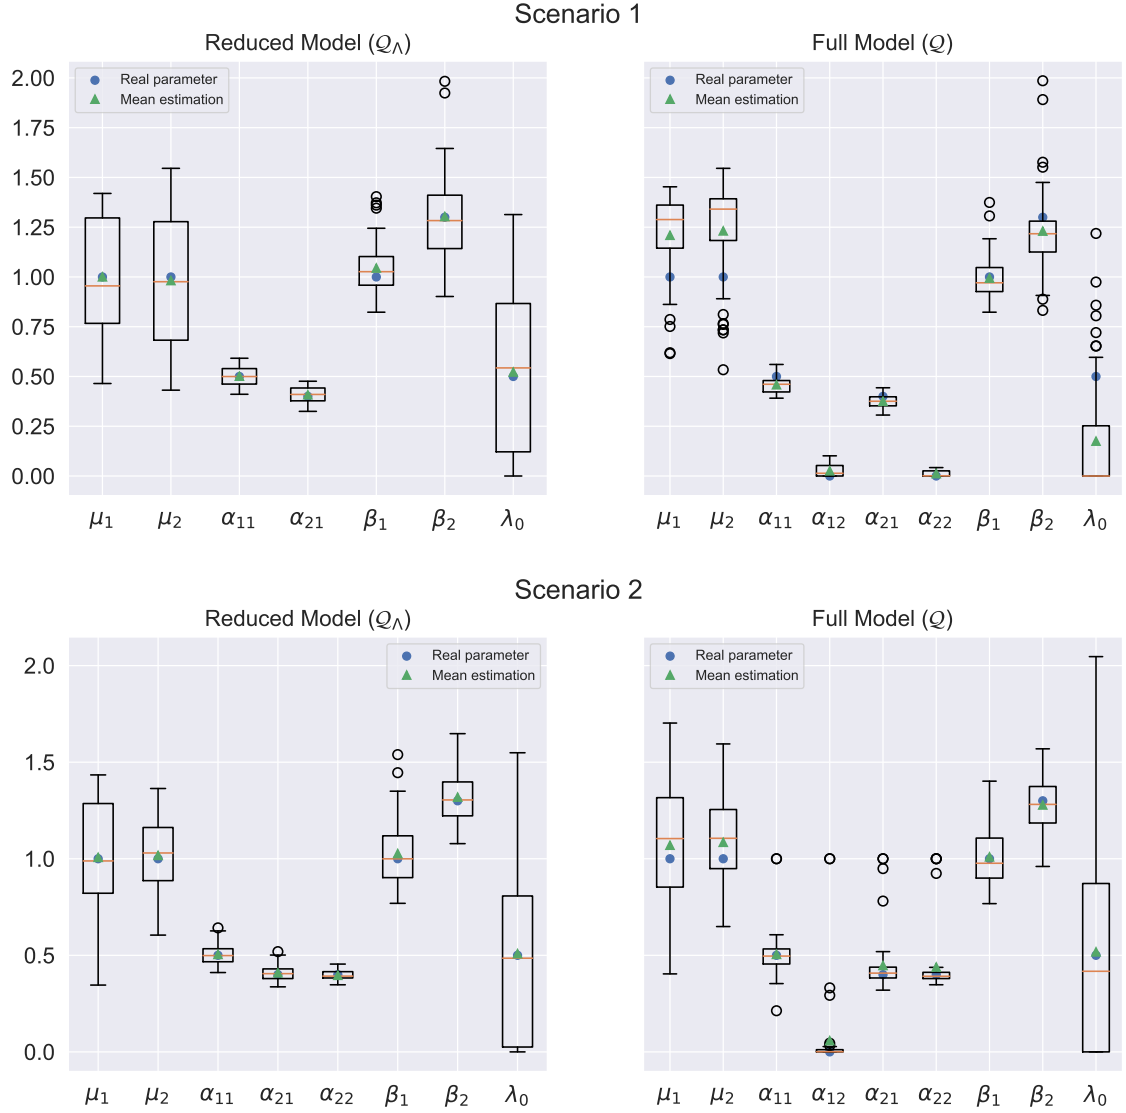 Scenario 1
Reduced Model (𝒬_Λ)
Full Model (𝒬)
Real parameter
Mean estimation
Real parameter
Mean estimation
2.00
1.75
1.50
1.25
1.00
0.75
0.50
0.25
0.00
μ₁ μ₂ α₁₁ α₂₁ β₁ β₂ λ₀
μ₁ μ₂ α₁₁ α₁₂ α₂₁ α₂₂ β₁ β₂ λ₀
Scenario 2
Reduced Model (𝒬_Λ)
Full Model (𝒬)
Real parameter
Mean estimation
Real parameter
Mean estimation
2.0
1.5
1.0
0.5
0.0
μ₁ μ₂ α₁₁ α₂₁ α₂₂ β₁ β₂ λ₀
μ₁ μ₂ α₁₁ α₁₂ α₂₁ α₂₂ β₁ β₂ λ₀